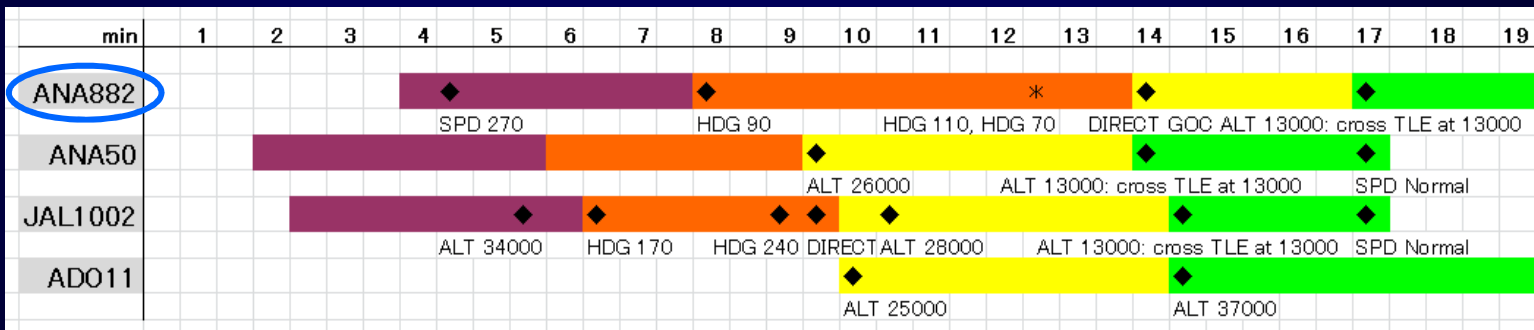 min 1 2 3 4 5 6 7 8 9 10 11 12 13 14 15 16 17 18 19
ANA882
SPD 270 HDG 90 HDG 110, HDG 70 DIRECT GOC ALT 13000: cross TLE at 13000
ANA50
ALT 26000 ALT 13000: cross TLE at 13000 SPD Normal
JAL1002
ALT 34000 HDG 170 HDG 240 DIRECT ALT 28000 ALT 13000: cross TLE at 13000 SPD Normal
ADO11
ALT 25000 ALT 37000